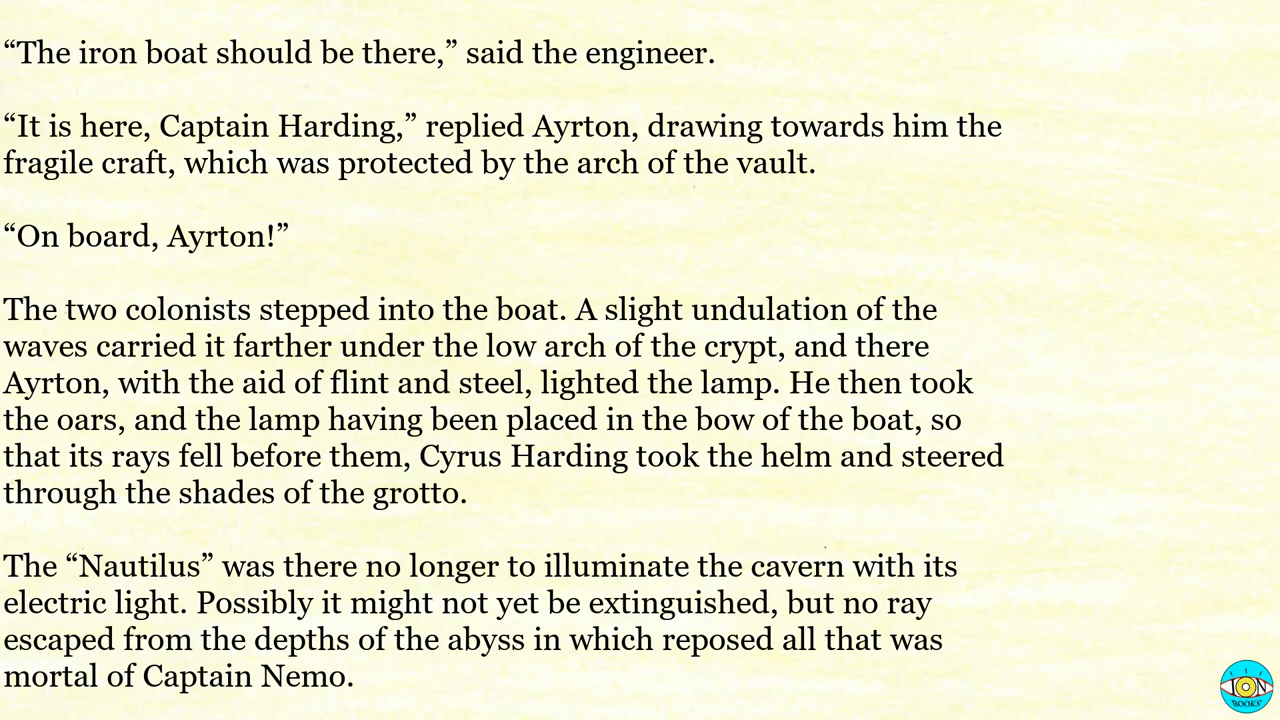 “The iron boat should be there,” said the engineer.
“It is here, Captain Harding,” replied Ayrton, drawing towards him the
fragile craft, which was protected by the arch of the vault.
“On board, Ayrton!”
The two colonists stepped into the boat. A slight undulation of the
waves carried it farther under the low arch of the crypt, and there
Ayrton, with the aid of flint and steel, lighted the lamp. He then took
the oars, and the lamp having been placed in the bow of the boat, so
that its rays fell before them, Cyrus Harding took the helm and steered
through the shades of the grotto.
The “Nautilus” was there no longer to illuminate the cavern with its
electric light. Possibly it might not yet be extinguished, but no ray
escaped from the depths of the abyss in which reposed all that was
mortal of Captain Nemo.
ION
BOOKS